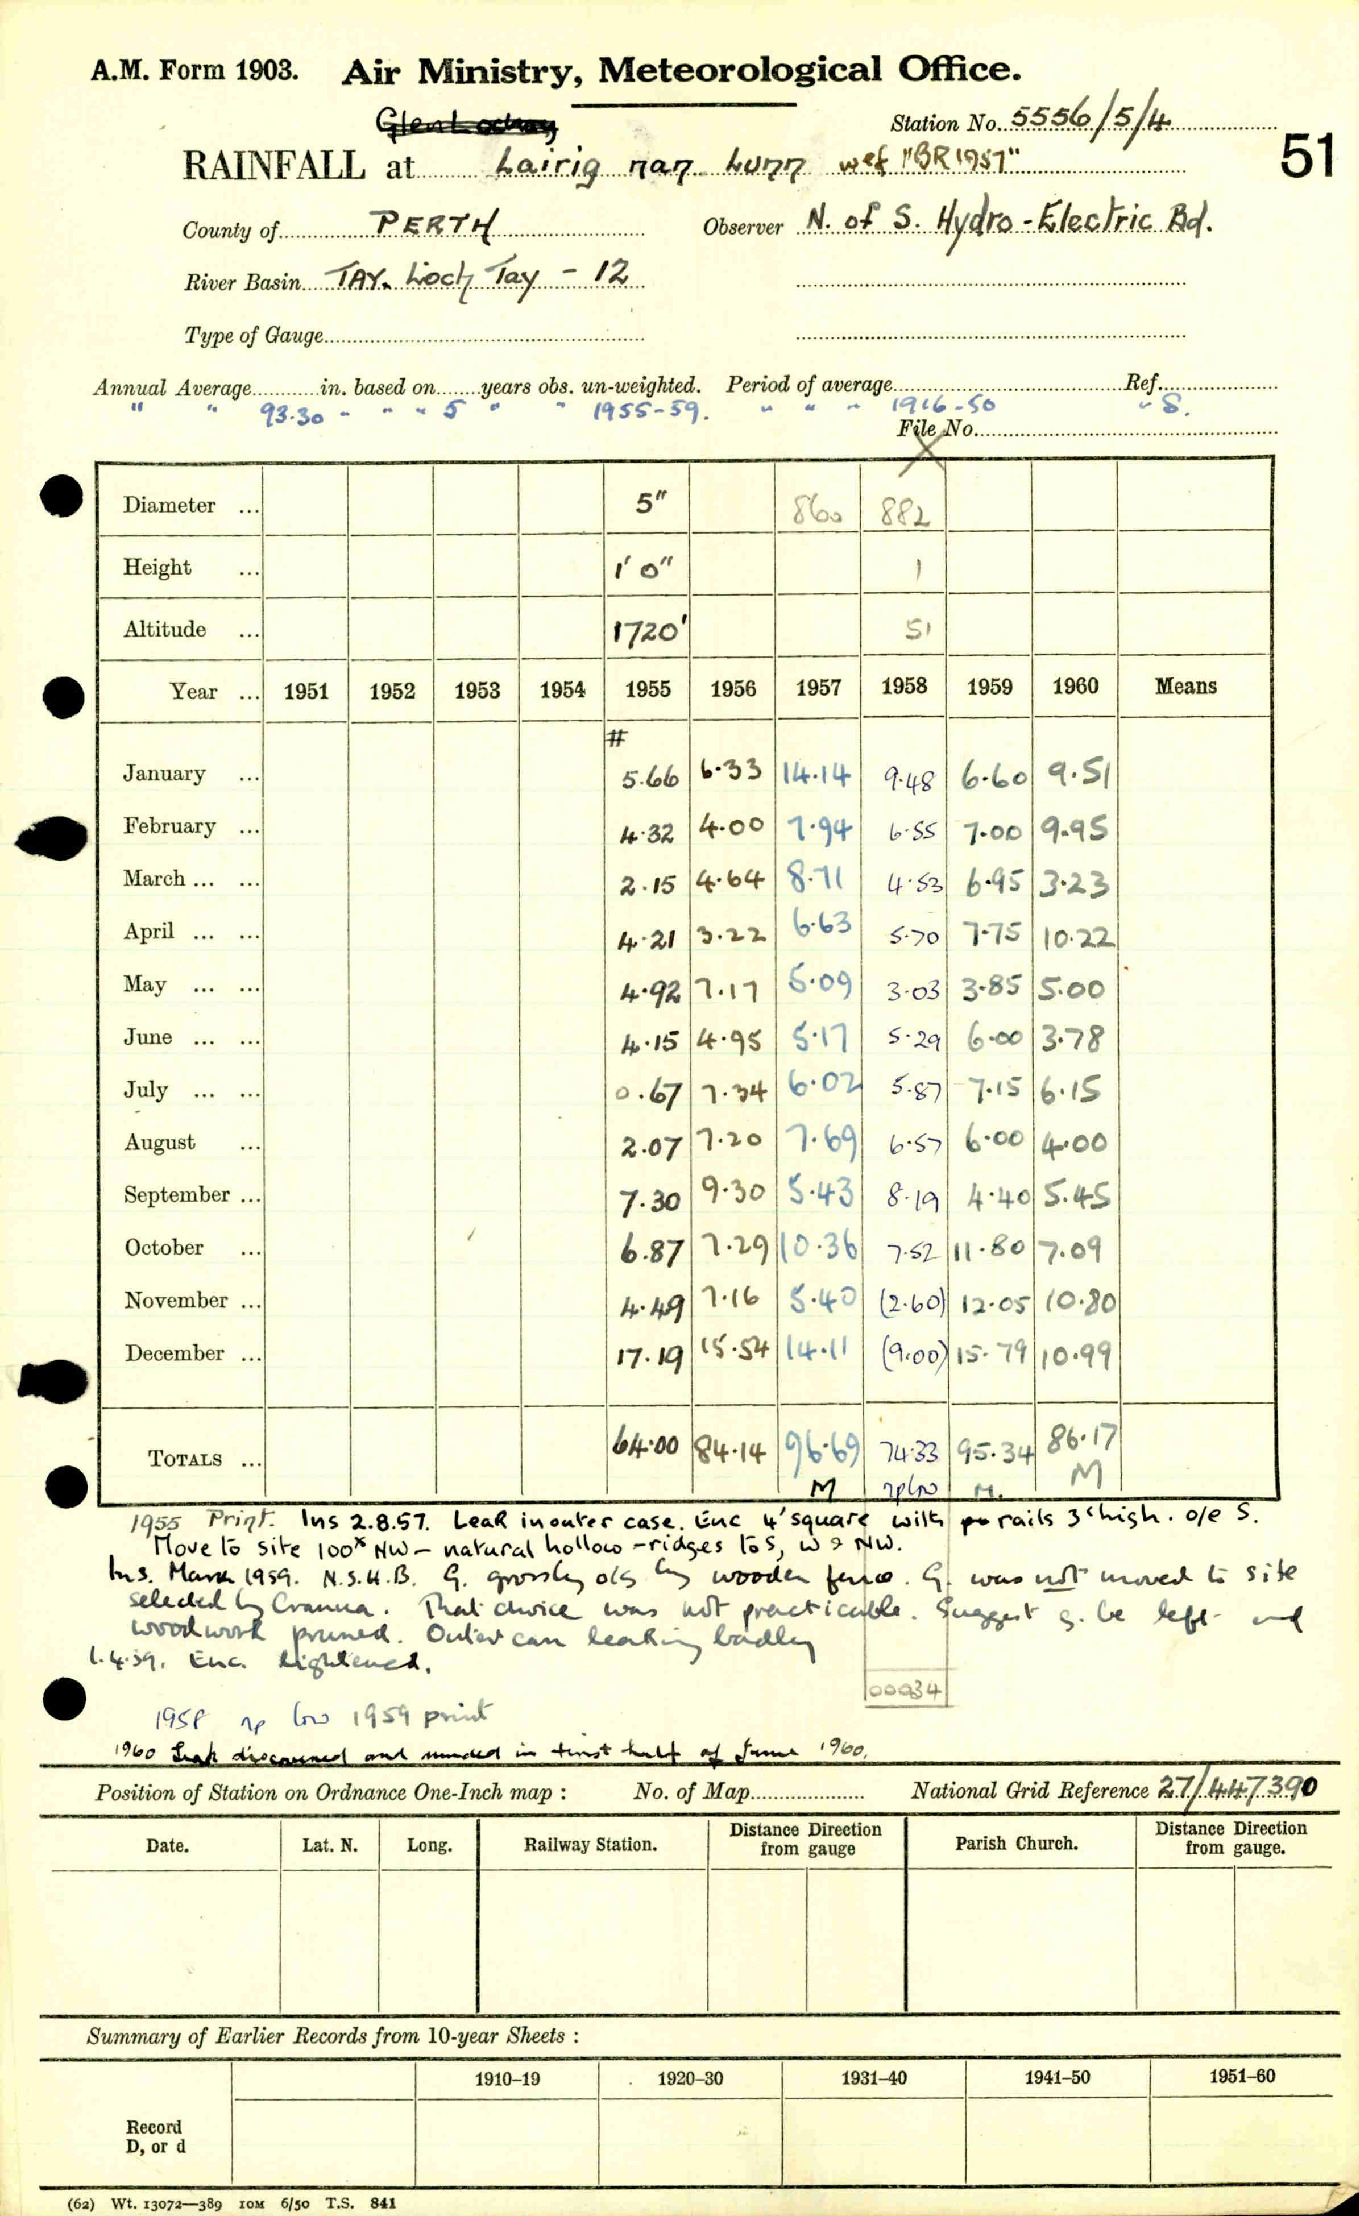 A.M. Form 1903. Air Ministry, Meteorological Office.
Station No. 5556/5/4
51
RAINFALL at Lairig nan Lunn wef "BR 1957"
County of PERTH Observer N. of S. Hydro-Electric Bd.
River Basin TAY. Loch Tay - 12
Type of Gauge
Annual Average in. based on years obs. un-weighted. Period of average Ref.
" " 93.30 " " " 5 " " 1955-59. " " " 1916-50 " S.
File No.
Diameter ... 5" 860 882
Height ... 1' 0" 1
Altitude ... 1720' 51
Year ... 1951 1952 1953 1954 1955 1956 1957 1958 1959 1960 Means
#
January ... 5.66 6.33 14.14 9.48 6.60 9.51
February ... 4.32 4.00 7.94 6.55 7.00 9.95
March ... ... 2.15 4.64 8.71 4.53 6.95 3.23
April ... ... 4.21 3.22 6.63 5.70 7.75 10.22
May ... ... 4.92 7.17 5.09 3.03 3.85 5.00
June ... ... 4.15 4.95 5.17 5.29 6.00 3.78
July ... ... 0.67 7.34 6.02 5.87 7.15 6.15
August ... 2.07 7.20 7.69 6.57 6.00 4.00
September ... 7.30 9.30 5.43 8.19 4.40 5.45
October ... 6.87 7.29 10.36 7.52 11.80 7.09
November ... 4.49 7.16 5.40 (2.60) 12.05 10.80
December ... 17.19 15.54 14.11 (9.00) 15.79 10.99
TOTALS ... 64.00 84.14 96.69 74.33 95.34 86.17
M rp low M. M
1955 Print. Ins 2.8.57. Leak in outer case. Enc 4' square with rails 3' high. o/e S.
Move to site 100x NW - natural hollow - ridges to S, W & NW.
Ins. March 1959. N.S.H.B. G. grossly o/s by wooden fence. G. was not moved to site
selected by Cranna. That choice was not practicable. Suggest g. be left and
woodwork pruned. Outer can leaking badly
1.4.59. Enc. lightened.
00034
1958 rp low 1959 print
1960 Leak discovered and mended in first half of June 1960.
Position of Station on Ordnance One-Inch map : No. of Map National Grid Reference 27/447390
Date. Lat. N. Long. Railway Station. Distance Direction from gauge Parish Church. Distance Direction from gauge.
Summary of Earlier Records from 10-year Sheets :
1910-19 1920-30 1931-40 1941-50 1951-60
Record
D, or d
(62) Wt. 13072—389 10M 6/50 T.S. 841